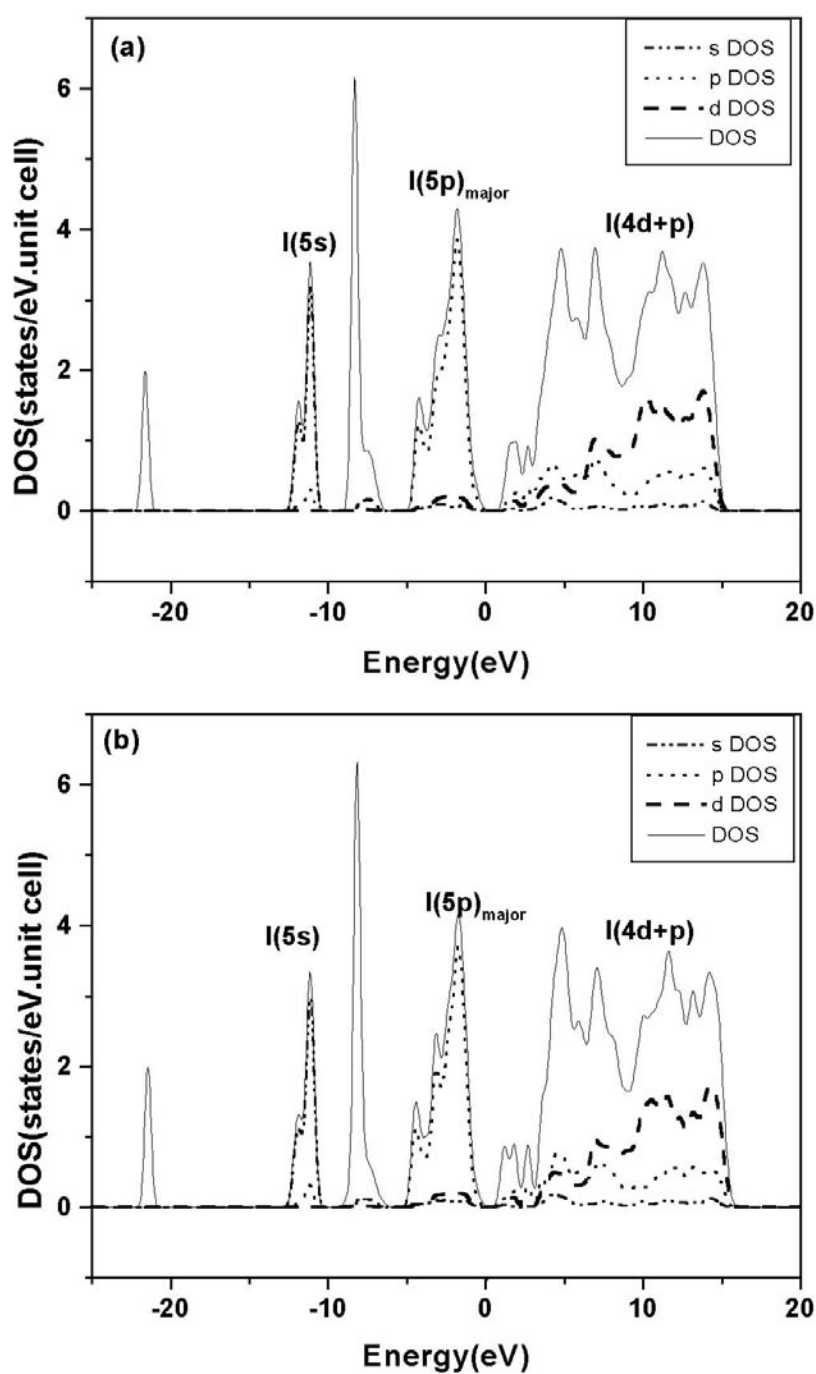 (a)
s DOS
p DOS
d DOS
DOS
6
4
2
0
DOS(states/eV.unit cell)
I(5s)
I(5p)major
I(4d+p)
-20
-10
0
10
20
Energy(eV)
(b)
s DOS
p DOS
d DOS
DOS
6
4
2
0
DOS(states/eV.unit cell)
I(5s)
I(5p)major
I(4d+p)
-20
-10
0
10
20
Energy(eV)